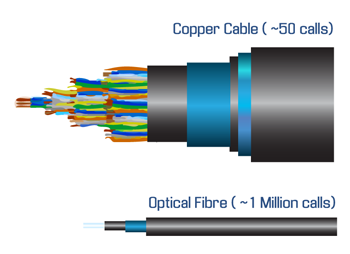 Copper Cable ( ~50 calls)
Optical Fibre ( ~1 Million calls)